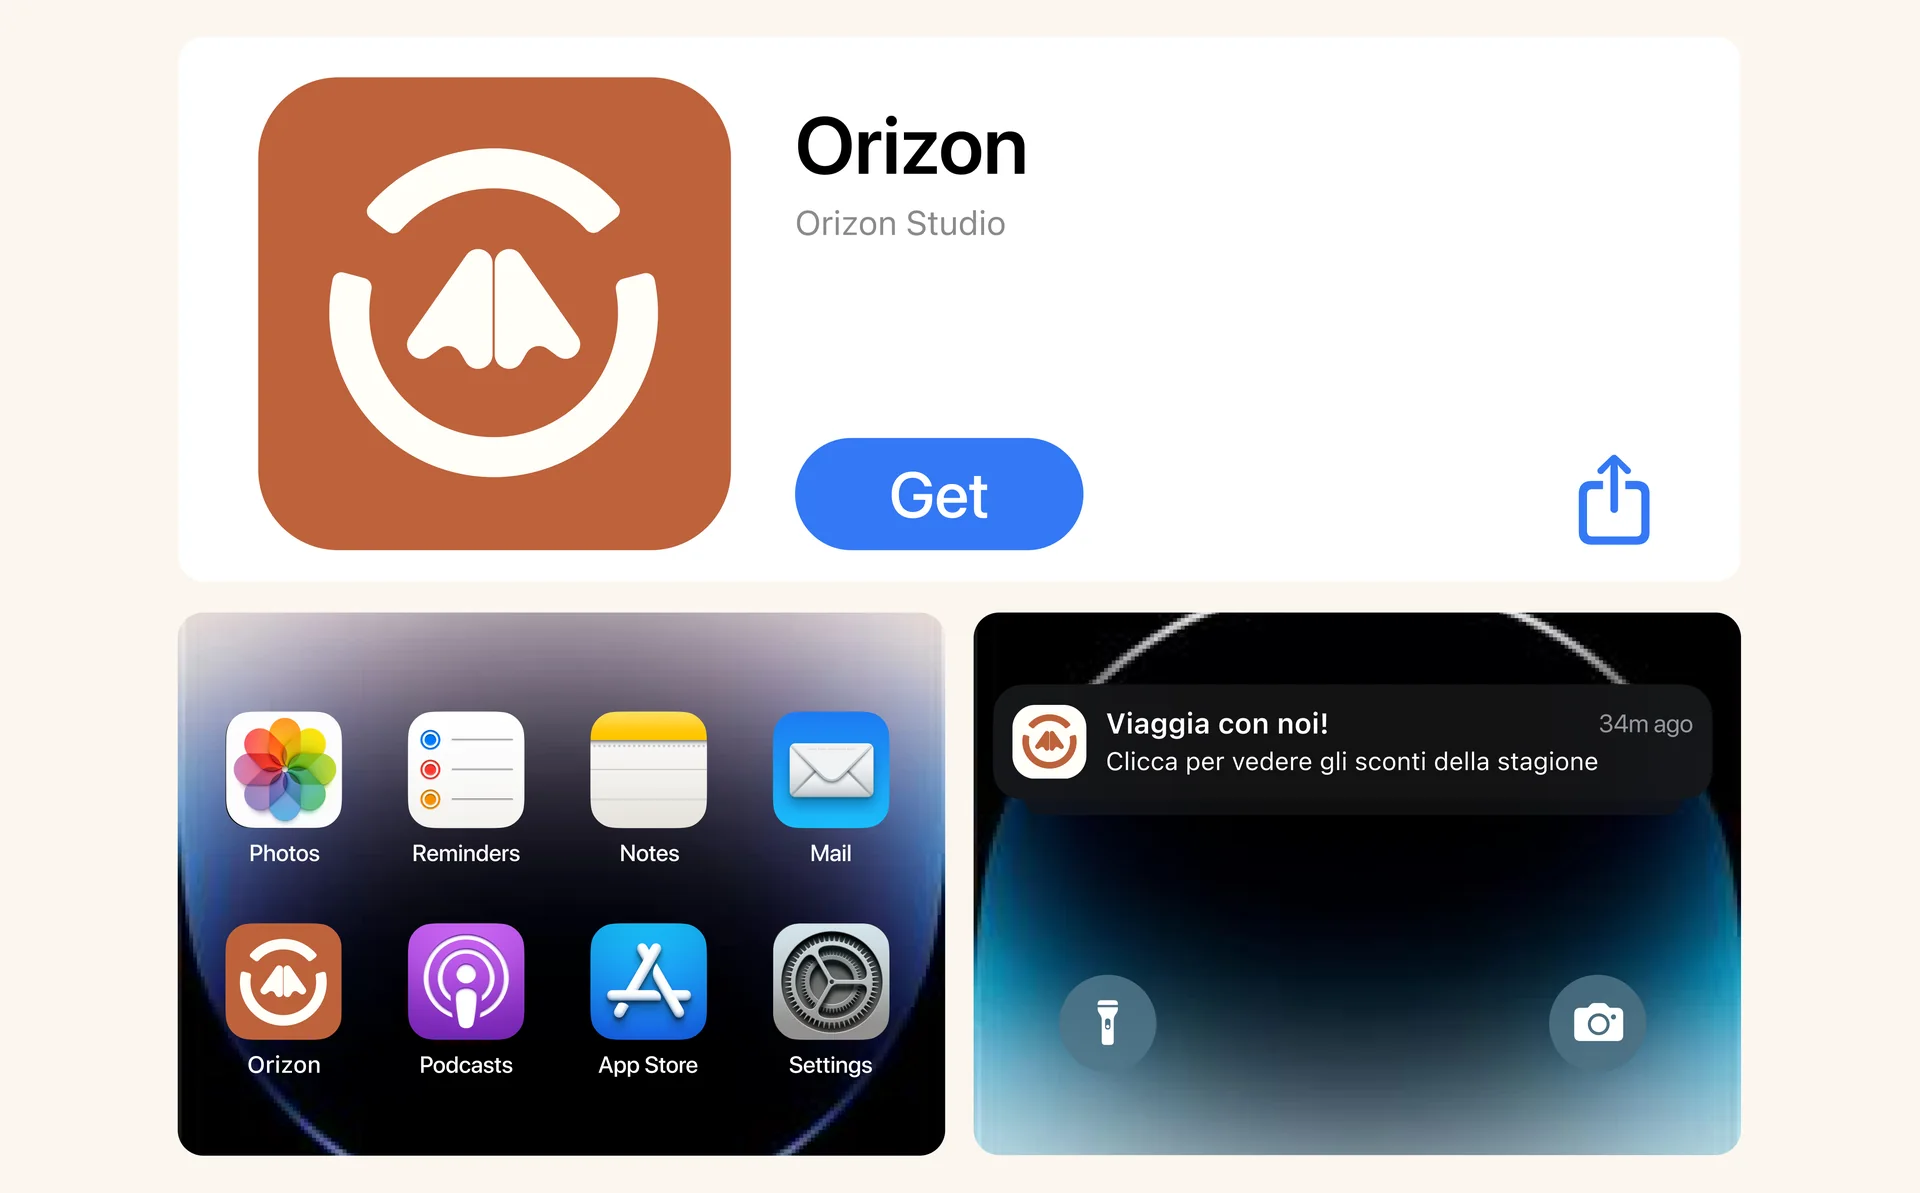 Orizon
Orizon Studio
Get
Photos
Reminders
Notes
Mail
Orizon
Podcasts
App Store
Settings
Viaggia con noi!
34m ago
Clicca per vedere gli sconti della stagione